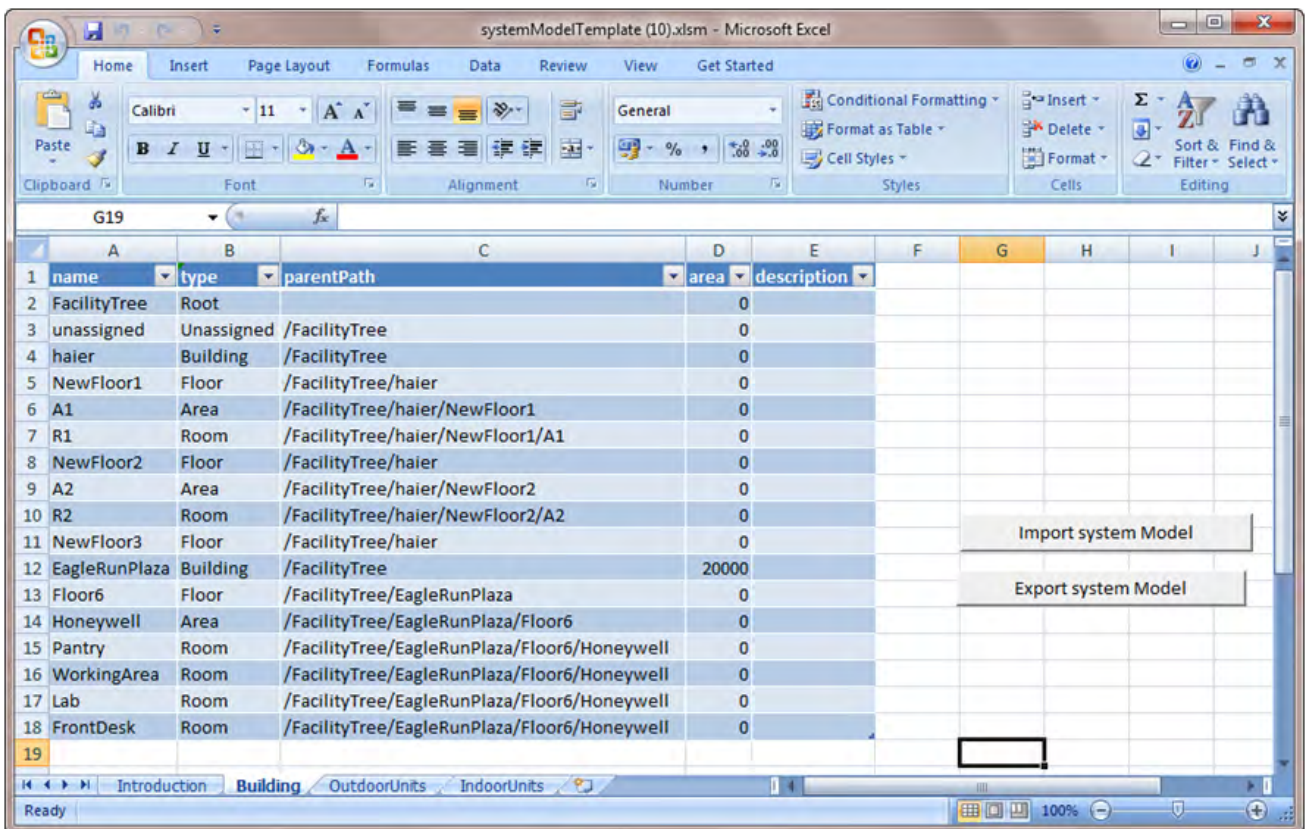 systemModelTemplate (10).xlsm - Microsoft Excel
Home Insert Page Layout Formulas Data Review View Get Started
Paste
Calibri 11 A A
B I U A
General
% , .0 .00 .00 .0
Conditional Formatting
Format as Table
Cell Styles
Insert
Delete
Format
Σ
Sort & Filter
Find & Select
Clipboard Font Alignment Number Styles Cells Editing
G19 fx
A B C D E F G H I J
1 name type parentPath area description
2 FacilityTree Root 0
3 unassigned Unassigned /FacilityTree 0
4 haier Building /FacilityTree 0
5 NewFloor1 Floor /FacilityTree/haier 0
6 A1 Area /FacilityTree/haier/NewFloor1 0
7 R1 Room /FacilityTree/haier/NewFloor1/A1 0
8 NewFloor2 Floor /FacilityTree/haier 0
9 A2 Area /FacilityTree/haier/NewFloor2 0
10 R2 Room /FacilityTree/haier/NewFloor2/A2 0
11 NewFloor3 Floor /FacilityTree/haier 0
Import system Model
12 EagleRunPlaza Building /FacilityTree 20000
13 Floor6 Floor /FacilityTree/EagleRunPlaza 0
Export system Model
14 Honeywell Area /FacilityTree/EagleRunPlaza/Floor6 0
15 Pantry Room /FacilityTree/EagleRunPlaza/Floor6/Honeywell 0
16 WorkingArea Room /FacilityTree/EagleRunPlaza/Floor6/Honeywell 0
17 Lab Room /FacilityTree/EagleRunPlaza/Floor6/Honeywell 0
18 FrontDesk Room /FacilityTree/EagleRunPlaza/Floor6/Honeywell 0
19
Introduction Building OutdoorUnits IndoorUnits
Ready 100%